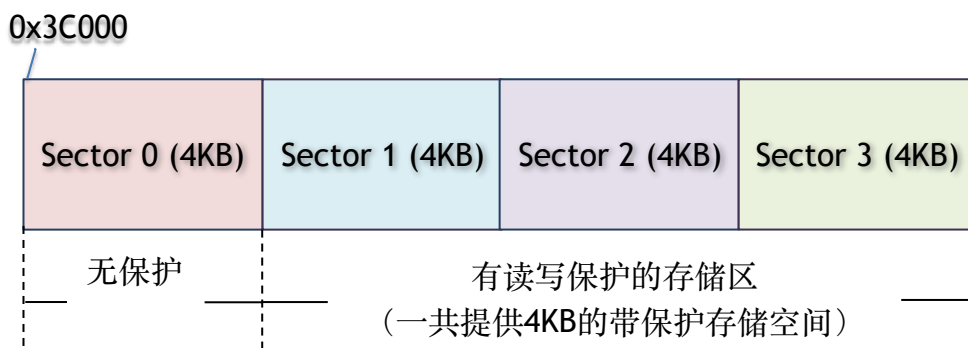 0x3C000
Sector 0 (4KB)
Sector 1 (4KB)
Sector 2 (4KB)
Sector 3 (4KB)
无保护
有读写保护的存储区
（一共提供4KB的带保护存储空间）